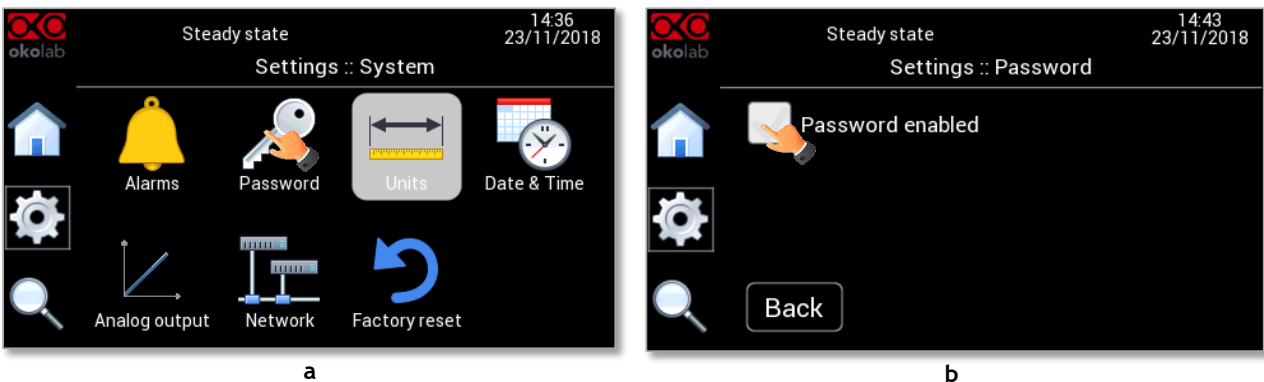 okolab
Steady state
14:36
23/11/2018
Settings :: System
Alarms
Password
Units
Date & Time
Analog output
Network
Factory reset
a
okolab
Steady state
14:43
23/11/2018
Settings :: Password
Password enabled
Back
b